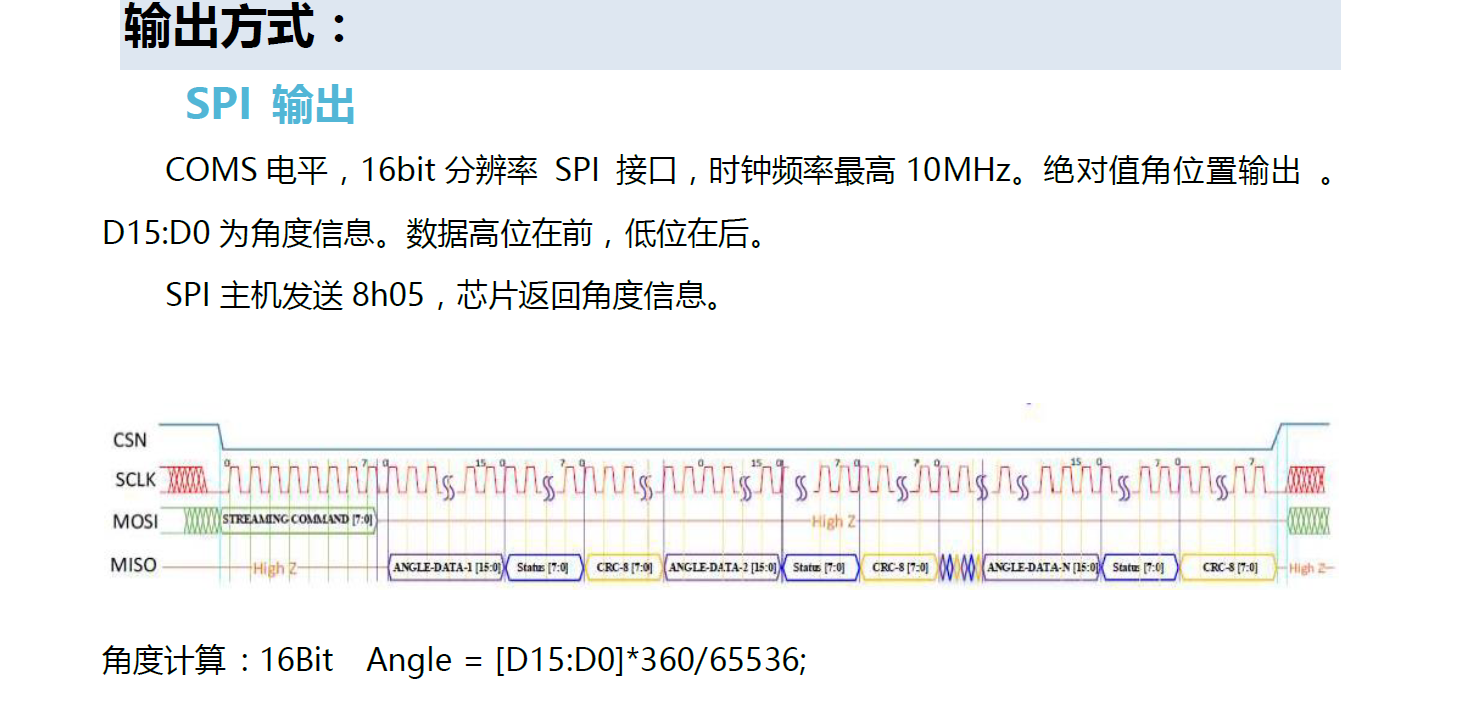 输出方式：
SPI 输出
COMS 电平，16bit 分辨率 SPI 接口，时钟频率最高 10MHz。绝对值角位置输出 。
D15:D0 为角度信息。数据高位在前，低位在后。
SPI 主机发送 8h05，芯片返回角度信息。
CSN
SCLK 0 7 0 15 0 7 0 0 15 0 7 0 7 0 15 0 7 0 7
MOSI STREAMING COMMAND [7:0] High Z
MISO High Z ANGLE-DATA-1 [15:0] Status [7:0] CRC-8 [7:0] ANGLE-DATA-2 [15:0] Status [7:0] CRC-8 [7:0] ANGLE-DATA-N [15:0] Status [7:0] CRC-8 [7:0] High Z
角度计算：16Bit Angle = [D15:D0]*360/65536;